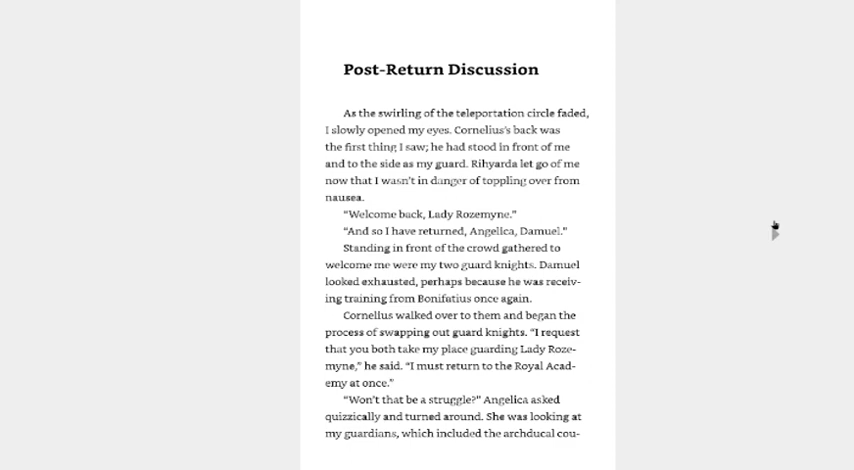 Post-Return Discussion
As the swirling of the teleportation circle faded,
I slowly opened my eyes. Cornelius's back was
the first thing I saw; he had stood in front of me
and to the side as my guard. Rihyarda let go of me
now that I wasn't in danger of toppling over from
nausea.
“Welcome back, Lady Rozemyne.”
“And so I have returned, Angelica, Damuel.”
Standing in front of the crowd gathered to
welcome me were my two guard knights. Damuel
looked exhausted, perhaps because he was receiv-
ing training from Bonifatius once again.
Cornelius walked over to them and began the
process of swapping out guard knights. “I request
that you both take my place guarding Lady Roze-
myne,” he said. “I must return to the Royal Acad-
emy at once.”
“Won't that be a struggle?” Angelica asked
quizzically and turned around. She was looking at
my guardians, which included the archducal cou-